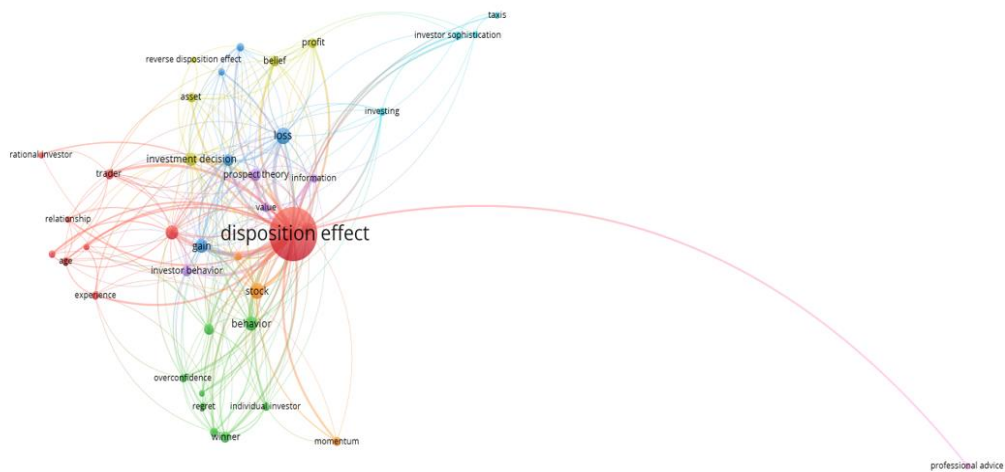 taxis
investor sophistication
profit
reverse disposition effect
belief
asset
investing
loss
rational investor
investment decision
trader
prospect theory
information
value
relationship
disposition effect
gain
age
investor behavior
experience
stock
behavior
overconfidence
regret
individual investor
winner
momentum
professional advice